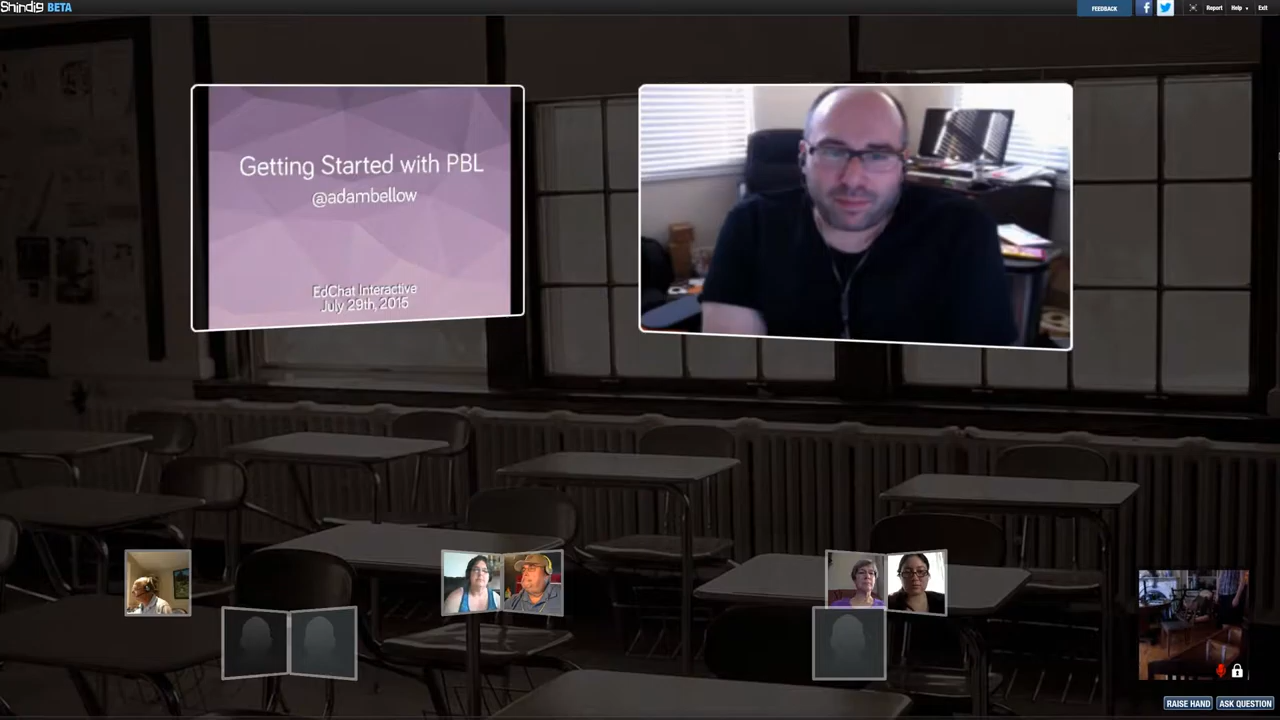 Shindig BETA
FEEDBACK
Report
Help
Exit
Getting Started with PBL
@adambellow
EdChat Interactive
July 29th, 2015
RAISE HAND
ASK QUESTION